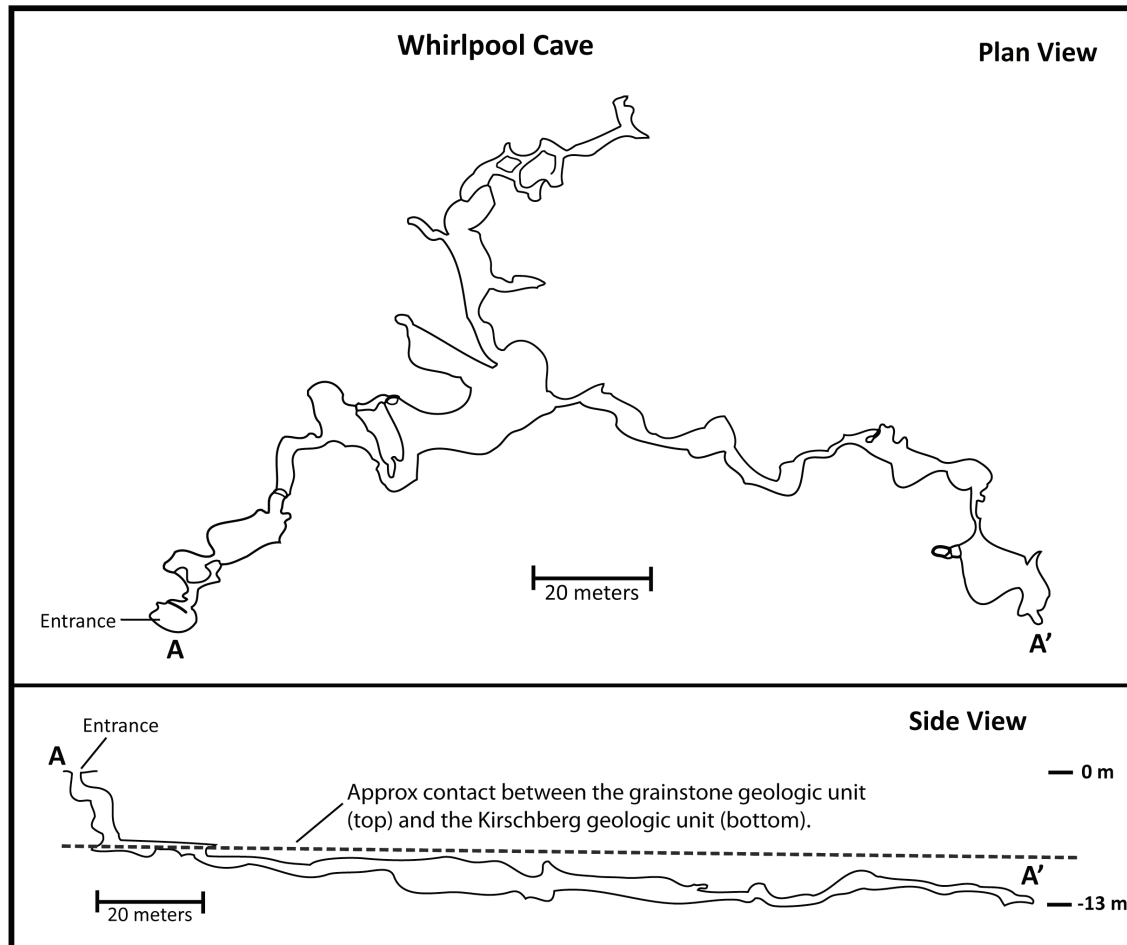 Whirlpool Cave
Plan View
Entrance
A
20 meters
A’
Side View
Entrance
A
0 m
Approx contact between the grainstone geologic unit
(top) and the Kirschberg geologic unit (bottom).
A’
20 meters
-13 m